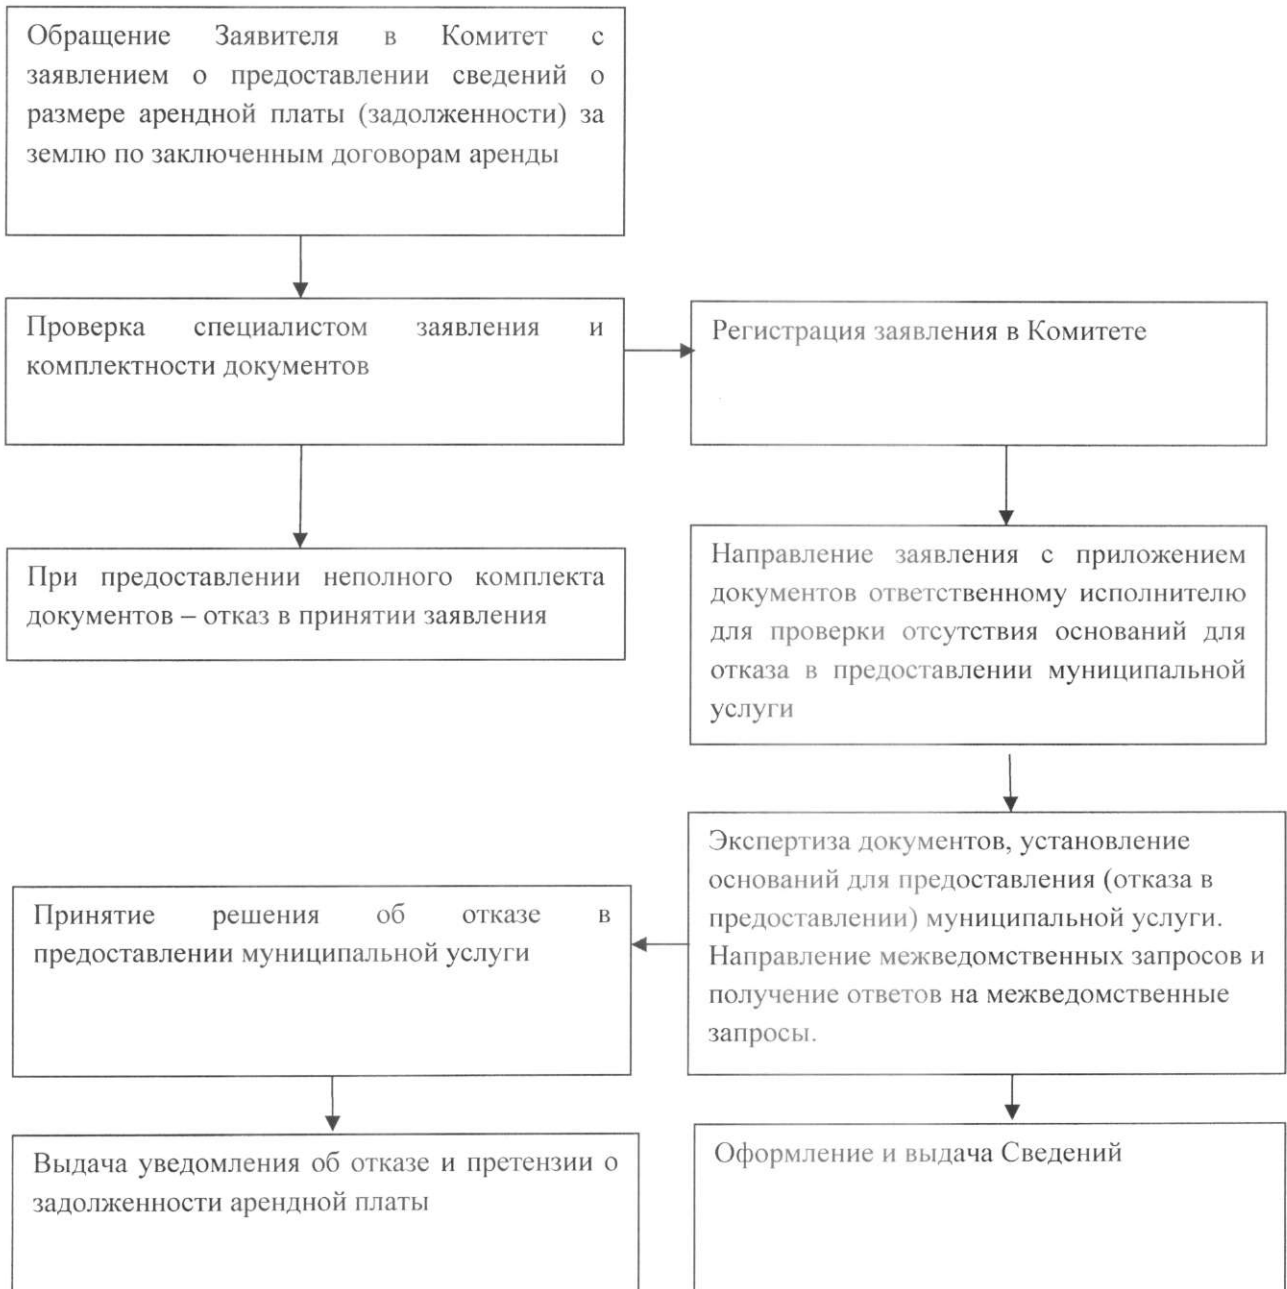 Обращение Заявителя в Комитет с
заявлением о предоставлении сведений о
размере арендной платы (задолженности) за
землю по заключенным договорам аренды
Проверка специалистом заявления и
комплектности документов
Регистрация заявления в Комитете
При предоставлении неполного комплекта
документов – отказ в принятии заявления
Направление заявления с приложением
документов ответственному исполнителю
для проверки отсутствия оснований для
отказа в предоставлении муниципальной
услуги
Экспертиза документов, установление
оснований для предоставления (отказа в
предоставлении) муниципальной услуги.
Направление межведомственных запросов и
получение ответов на межведомственные
запросы.
Принятие решения об отказе в
предоставлении муниципальной услуги
Выдача уведомления об отказе и претензии о
задолженности арендной платы
Оформление и выдача Сведений